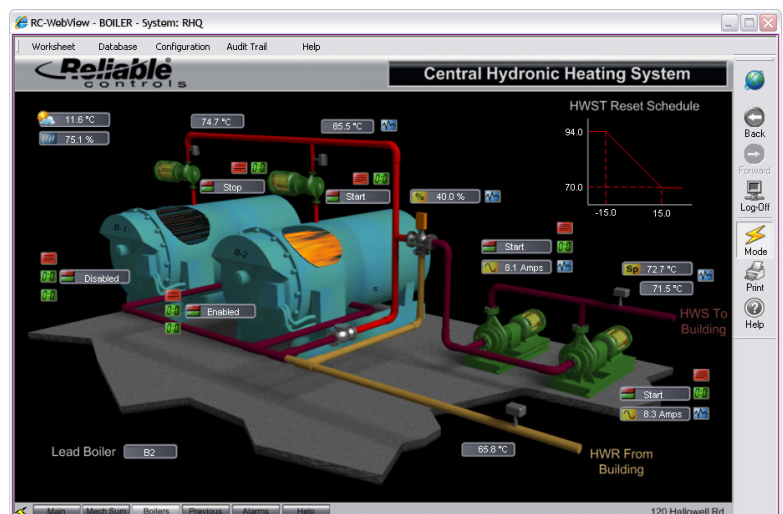 RC-WebView - BOILER - System: RHQ
Worksheet Database Configuration Audit Trail Help
Reliable
controls
Central Hydronic Heating System
11.6 °C
75.1 %
74.7 °C
85.5 °C
HWST Reset Schedule
94.0
70.0
-15.0 15.0
Stop
Start
% 40.0 %
B-1
B-2
Disabled
Enabled
Start
8.1 Amps
Sp 72.7 °C
71.5 °C
HWS To
Building
Start
8.3 Amps
65.8 °C
HWR From
Building
Lead Boiler B2
Back
Forward
Log-Off
Mode
Print
Help
Main Mech Sum Boilers Previous Alarms Help
120 Hallowell Rd